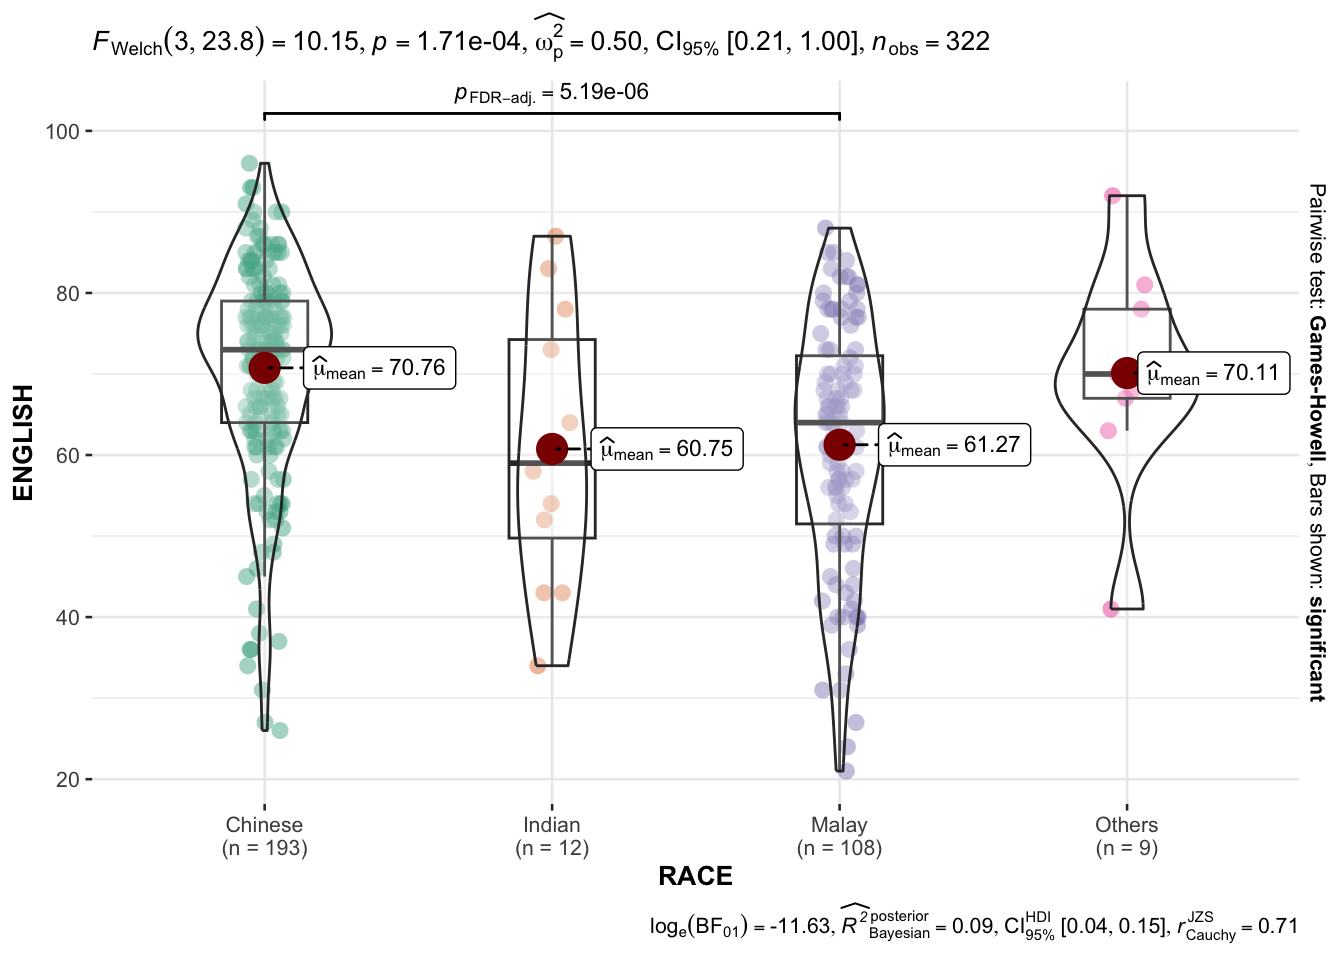 F_Welch(3, 23.8) = 10.15, p = 1.71e-04, ω̂²_p = 0.50, CI_95% [0.21, 1.00], n_obs = 322
p_FDR−adj. = 5.19e-06
100
80
60
40
20
ENGLISH
μ̂_mean = 70.76
μ̂_mean = 60.75
μ̂_mean = 61.27
μ̂_mean = 70.11
Pairwise test: Games-Howell, Bars shown: significant
Chinese
(n = 193)
Indian
(n = 12)
Malay
(n = 108)
Others
(n = 9)
RACE
log_e(BF_01) = -11.63, R̂²^posterior_Bayesian = 0.09, CI^HDI_95% [0.04, 0.15], r^JZS_Cauchy = 0.71